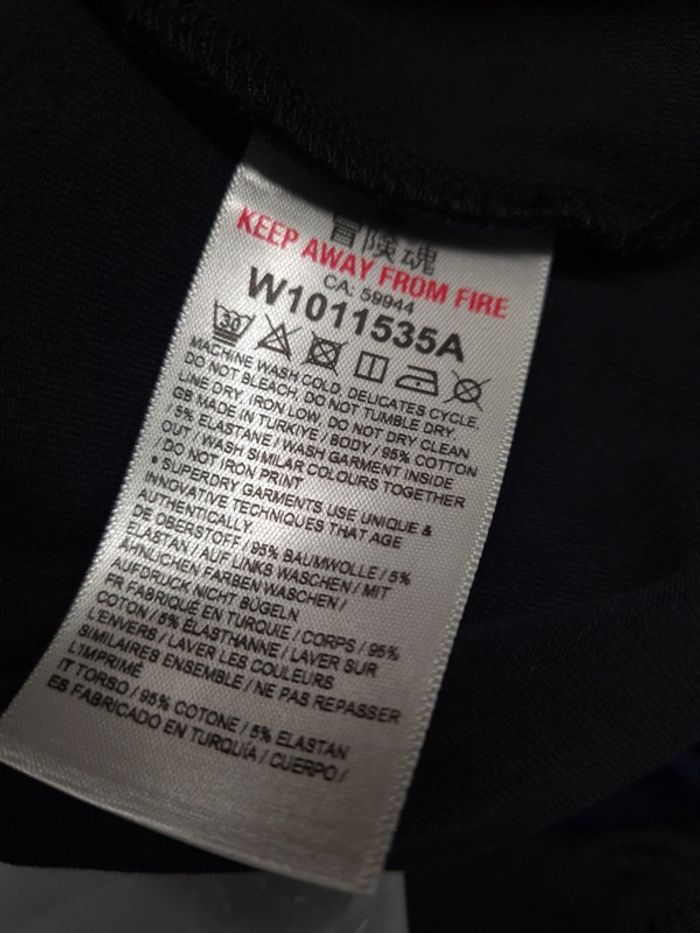 冒険魂
KEEP AWAY FROM FIRE
CA: 59944
W1011535A
30
MACHINE WASH COLD, DELICATES CYCLE,
DO NOT BLEACH, DO NOT TUMBLE DRY,
LINE DRY, IRON LOW, DO NOT DRY CLEAN
GB MADE IN TURKIYE / BODY / 95% COTTON
/ 5% ELASTANE / WASH GARMENT INSIDE
OUT / WASH SIMILAR COLOURS TOGETHER
/ DO NOT IRON PRINT
• SUPERDRY GARMENTS USE UNIQUE &
INNOVATIVE TECHNIQUES THAT AGE
AUTHENTICALLY.
DE OBERSTOFF / 95% BAUMWOLLE / 5%
ELASTAN / AUF LINKS WASCHEN / MIT
ÄHNLICHEN FARBEN WASCHEN /
AUFDRUCK NICHT BÜGELN
FR FABRIQUÉ EN TURQUIE / CORPS / 95%
COTON / 5% ÉLASTHANNE / LAVER SUR
L'ENVERS / LAVER LES COULEURS
SIMILAIRES ENSEMBLE / NE PAS REPASSER
L'IMPRIMÉ
IT TORSO / 95% COTONE / 5% ELASTAN
ES FABRICADO EN TURQUÍA / CUERPO /